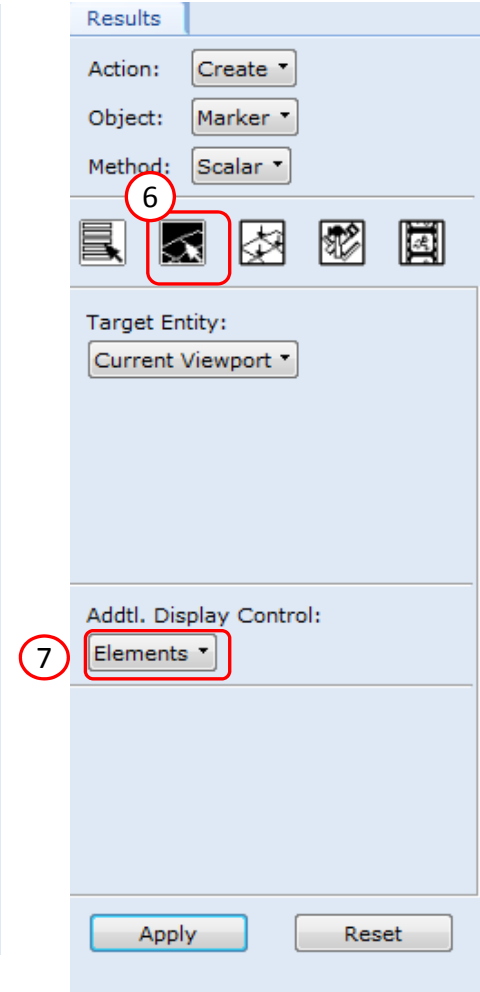 Results
Action: Create
Object: Marker
Method: Scalar
6
Target Entity:
Current Viewport
Addtl. Display Control:
7 Elements
Apply Reset